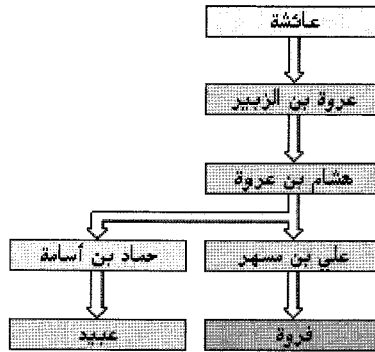 عائشة
عروة بن الزبير
هشام بن عروة
علي بن مسهر
حماد بن أسامة
فروة
عبيد